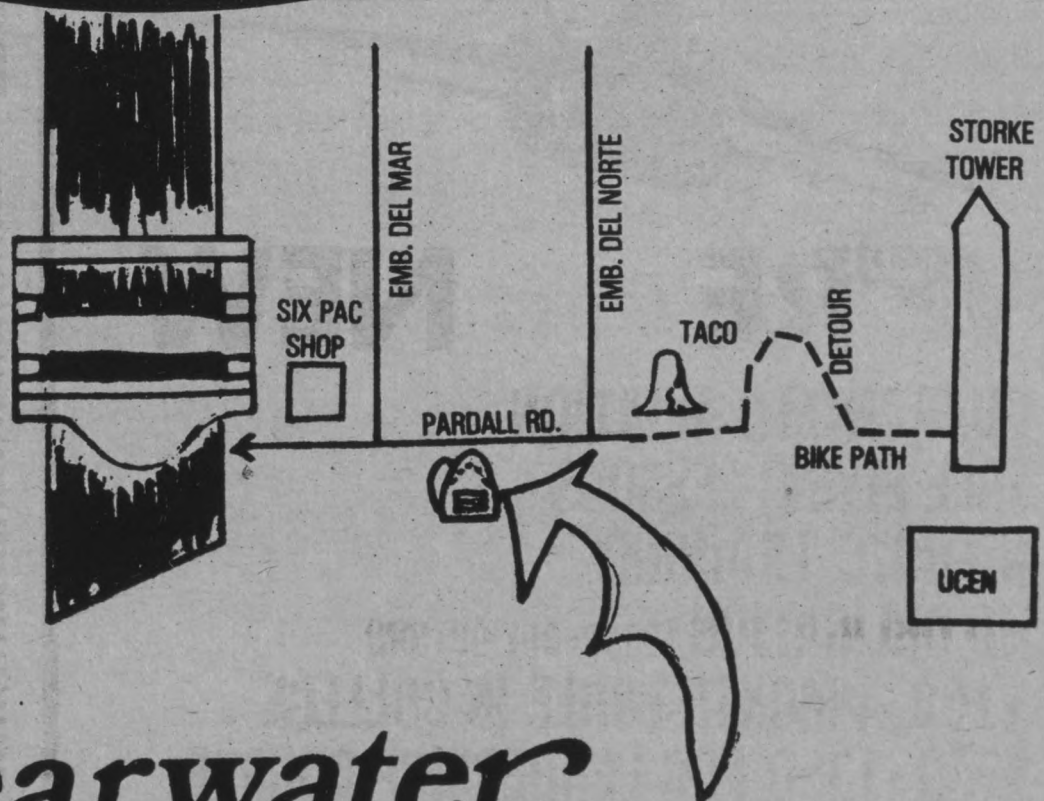 STORKE
TOWER
EMB. DEL MAR
EMB. DEL NORTE
SIX PAC
SHOP
TACO
DETOUR
PARDALL RD.
BIKE PATH
UCEN
arwater